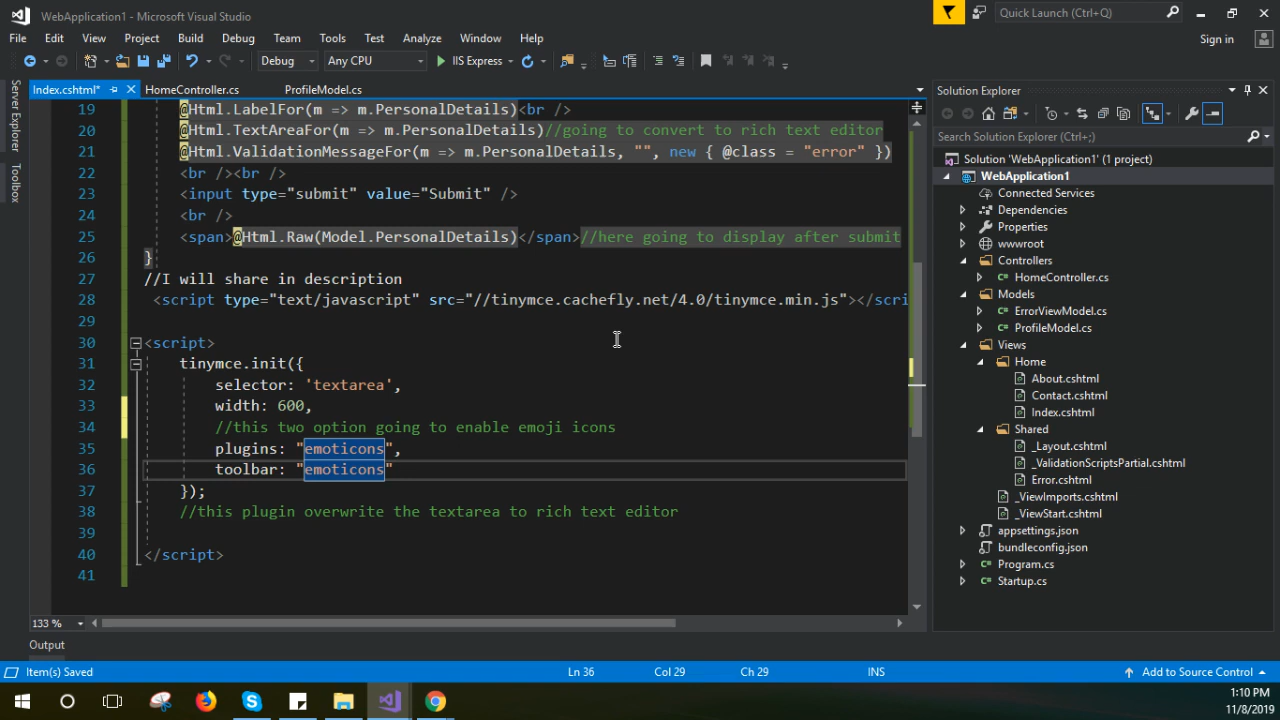 WebApplication1 - Microsoft Visual Studio
Quick Launch (Ctrl+Q)
File Edit View Project Build Debug Team Tools Test Analyze Window Help
Sign in
Debug Any CPU IIS Express
Index.cshtml* HomeController.cs ProfileModel.cs
Server Explorer
Toolbox
19 @Html.LabelFor(m => m.PersonalDetails)<br />
20 @Html.TextAreaFor(m => m.PersonalDetails)//going to convert to rich text editor
21 @Html.ValidationMessageFor(m => m.PersonalDetails, "", new { @class = "error" })
22 <br /><br />
23 <input type="submit" value="Submit" />
24 <br />
25 <span>@Html.Raw(Model.PersonalDetails)</span>//here going to display after submit
26 }
27 //I will share in description
28 <script type="text/javascript" src="//tinymce.cachefly.net/4.0/tinymce.min.js"></scri
29
30 <script>
31 tinymce.init({
32 selector: 'textarea',
33 width: 600,
34 //this two option going to enable emoji icons
35 plugins: "emoticons",
36 toolbar: "emoticons"
37 });
38 //this plugin overwrite the textarea to rich text editor
39
40 </script>
41
133 %
Output
Solution Explorer
Search Solution Explorer (Ctrl+;)
Solution 'WebApplication1' (1 project)
WebApplication1
Connected Services
Dependencies
Properties
wwwroot
Controllers
C# HomeController.cs
Models
C# ErrorViewModel.cs
C# ProfileModel.cs
Views
Home
About.cshtml
Contact.cshtml
Index.cshtml
Shared
_Layout.cshtml
_ValidationScriptsPartial.cshtml
Error.cshtml
_ViewImports.cshtml
_ViewStart.cshtml
appsettings.json
bundleconfig.json
C# Program.cs
C# Startup.cs
Item(s) Saved Ln 36 Col 29 Ch 29 INS Add to Source Control
1:10 PM
11/8/2019